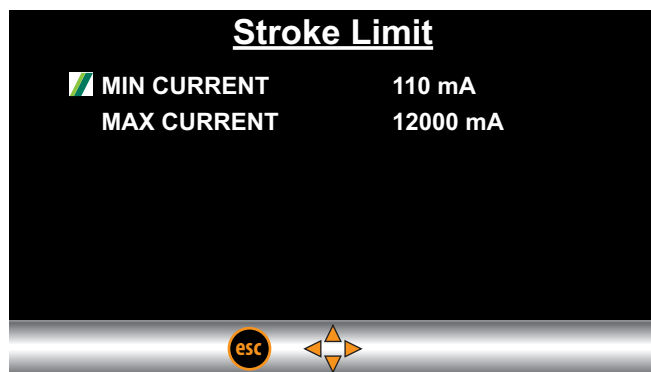 Stroke Limit
MIN CURRENT 110 mA
MAX CURRENT 12000 mA
esc